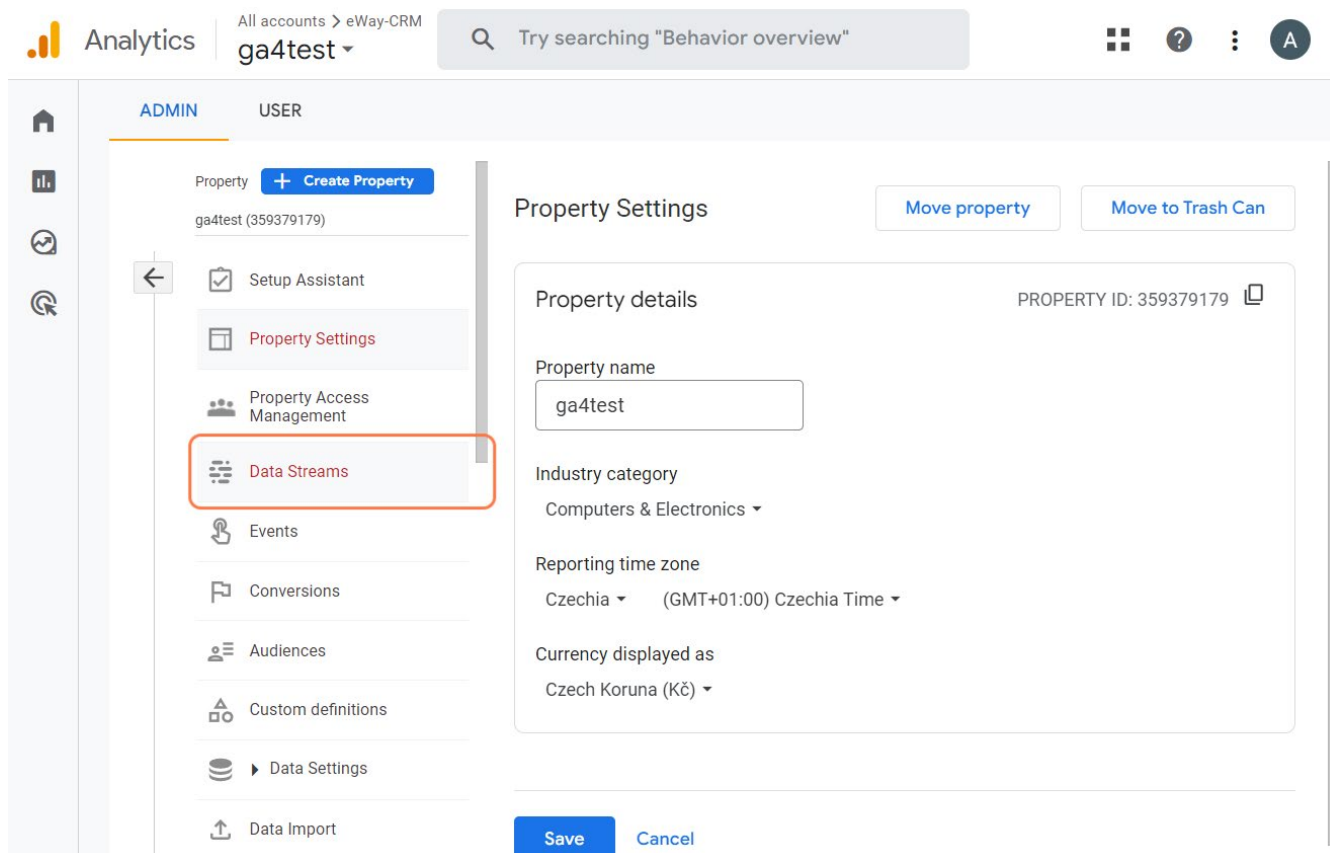 All accounts > eWay-CRM
Analytics
ga4test
Try searching "Behavior overview"
A
ADMIN
USER
Property
+ Create Property
ga4test (359379179)
Setup Assistant
Property Settings
Property Access
Management
Data Streams
Events
Conversions
Audiences
Custom definitions
Data Settings
Data Import
Property Settings
Move property
Move to Trash Can
Property details
PROPERTY ID: 359379179
Property name
ga4test
Industry category
Computers & Electronics
Reporting time zone
Czechia
(GMT+01:00) Czechia Time
Currency displayed as
Czech Koruna (Kč)
Save
Cancel